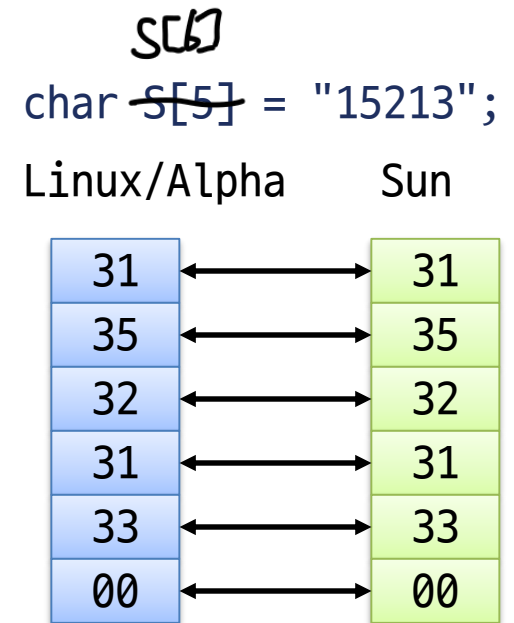 S[6]
char S[5] = "15213";
Linux/Alpha Sun
31 31
35 35
32 32
31 31
33 33
00 00